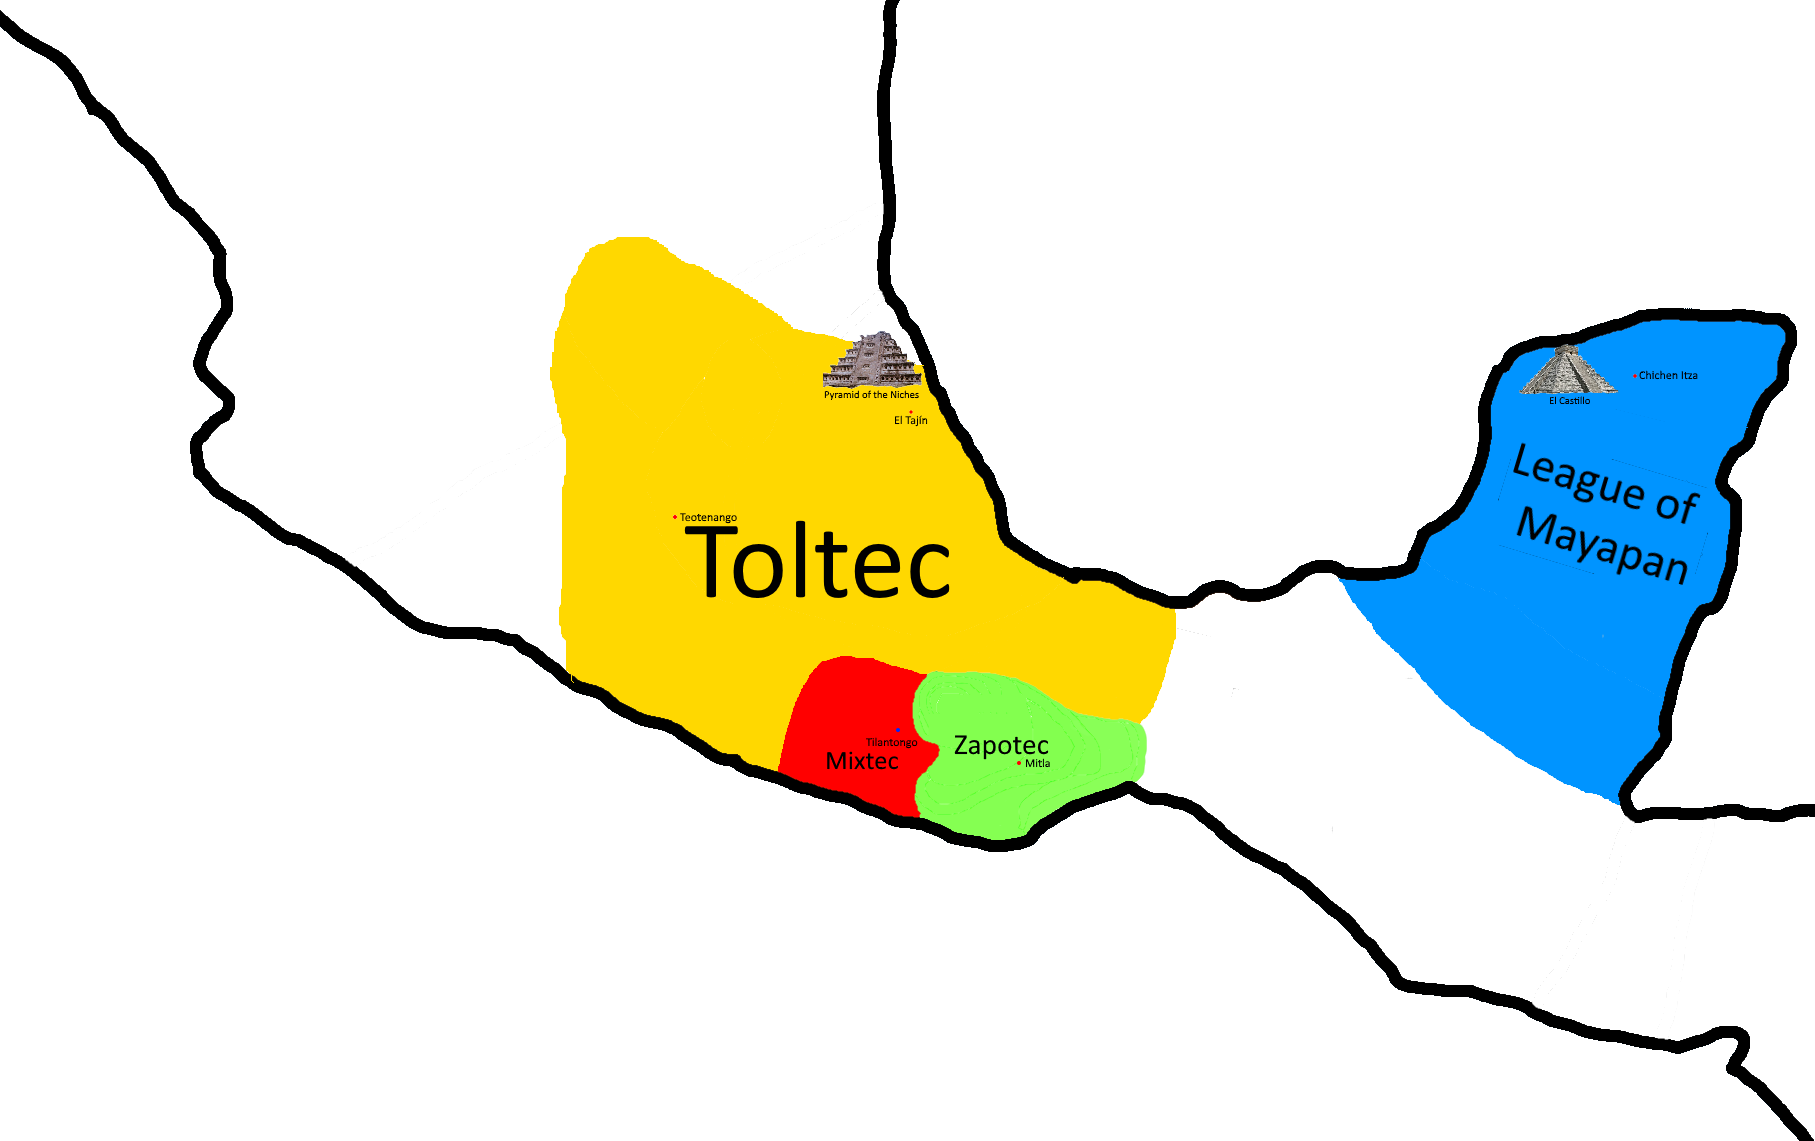 Pyramid of the Niches
El Tajín
Teotenango
Toltec
Tilantongo
Mixtec
Zapotec
Mitla
Chichen Itza
El Castillo
League of
Mayapan